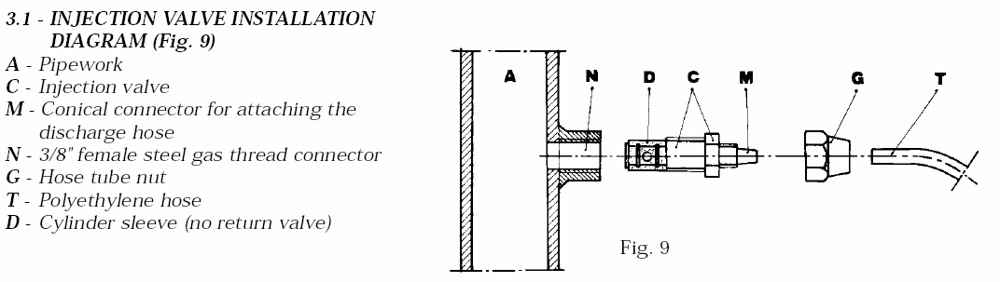 3.1 - INJECTION VALVE INSTALLATION
DIAGRAM (Fig. 9)
A - Pipework
C - Injection valve
M - Conical connector for attaching the
discharge hose
N - 3/8" female steel gas thread connector
G - Hose tube nut
T - Polyethylene hose
D - Cylinder sleeve (no return valve)
A N D C M G T
Fig. 9